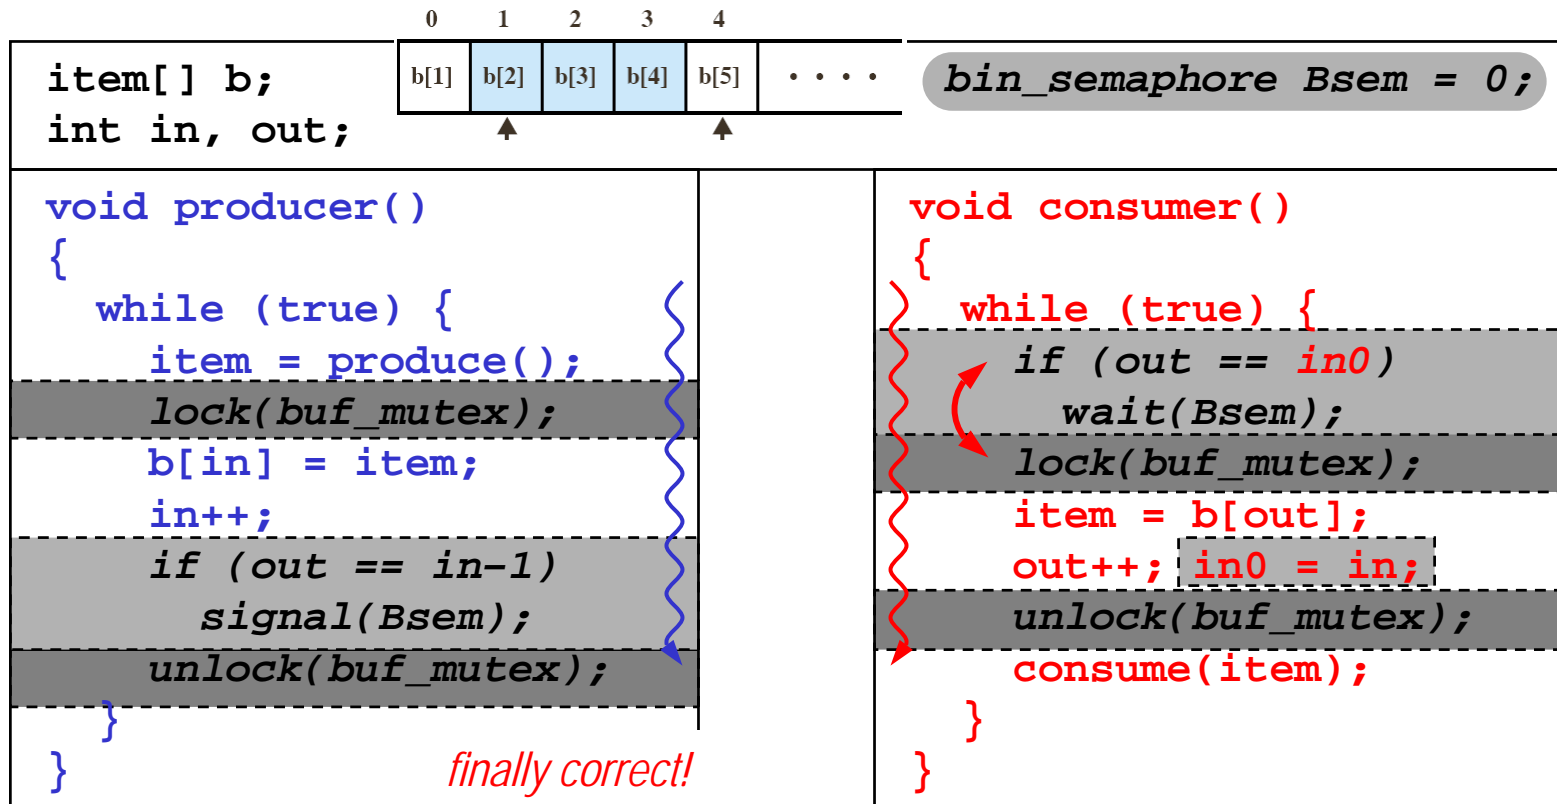 0 1 2 3 4
item[] b;
int in, out;
b[1] b[2] b[3] b[4] b[5] · · · ·
bin_semaphore Bsem = 0;
void producer()
{
while (true) {
item = produce();
lock(buf_mutex);
b[in] = item;
in++;
if (out == in-1)
signal(Bsem);
unlock(buf_mutex);
}
}
finally correct!
void consumer()
{
while (true) {
if (out == in0)
wait(Bsem);
lock(buf_mutex);
item = b[out];
out++; in0 = in;
unlock(buf_mutex);
consume(item);
}
}